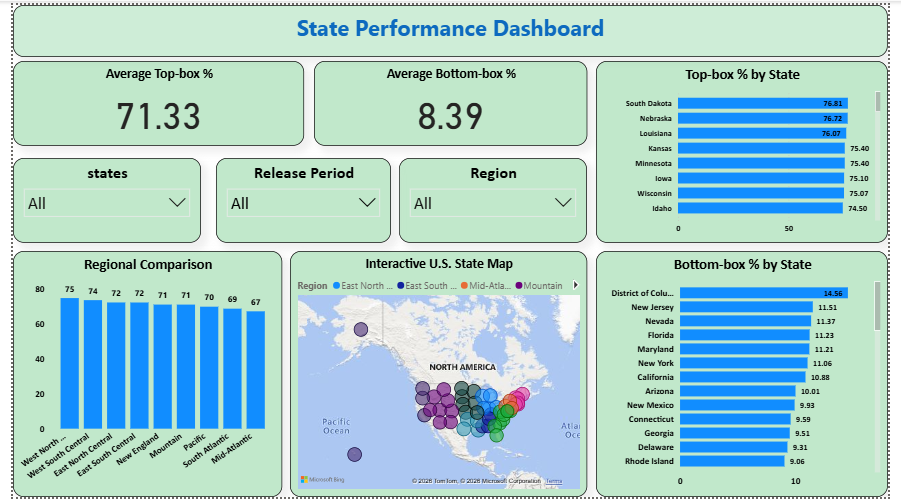 State Performance Dashboard
Average Top-box %
71.33
Average Bottom-box %
8.39
Top-box % by State
South Dakota 76.81
Nebraska 76.72
Louisiana 76.07
Kansas 75.40
Minnesota 75.40
Iowa 75.10
Wisconsin 75.07
Idaho 74.50
0 50
states
All
Release Period
All
Region
All
Regional Comparison
80
60
40
20
0
75 74 72 72 71 71 70 69 67
West North ...
West South Central
East North Central
East South Central
New England
Mountain
Pacific
South Atlantic
Mid-Atlantic
Interactive U.S. State Map
Region East North ... East South ... Mid-Atla... Mountain
NORTH AMERICA
Pacific
Ocean
Atla
Oce
Microsoft Bing
© 2026 TomTom, © 2026 Microsoft Corporation Terms
Bottom-box % by State
District of Colu... 14.56
New Jersey 11.51
Nevada 11.37
Florida 11.23
Maryland 11.21
New York 11.06
California 10.88
Arizona 10.01
New Mexico 9.93
Connecticut 9.59
Georgia 9.51
Delaware 9.31
Rhode Island 9.06
0 10